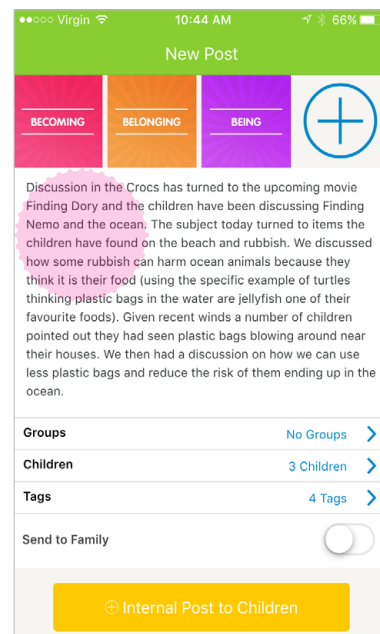 Virgin 10:44 AM 66%
New Post
BECOMING BELONGING BEING
Discussion in the Crocs has turned to the upcoming movie
Finding Dory and the children have been discussing Finding
Nemo and the ocean. The subject today turned to items the
children have found on the beach and rubbish. We discussed
how some rubbish can harm ocean animals because they
think it is their food (using the specific example of turtles
thinking plastic bags in the water are jellyfish one of their
favourite foods). Given recent winds a number of children
pointed out they had seen plastic bags blowing around near
their houses. We then had a discussion on how we can use
less plastic bags and reduce the risk of them ending up in the
ocean.
Groups No Groups
Children 3 Children
Tags 4 Tags
Send to Family
Internal Post to Children